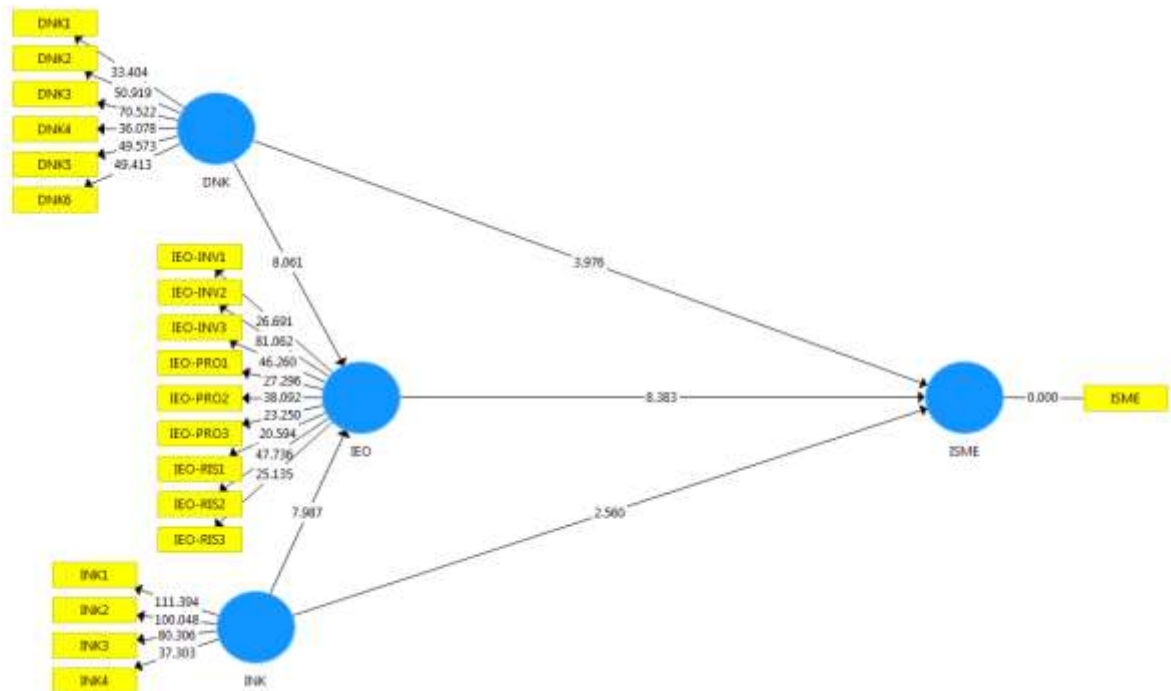 DNK1
DNK2
DNK3
DNK4
DNK5
DNK6
33.404
50.919
70.522
36.078
49.573
49.413
DNK
8.061
3.976
IEO-INV1
IEO-INV2
IEO-INV3
IEO-PRO1
IEO-PRO2
IEO-PRO3
IEO-RIS1
IEO-RIS2
IEO-RIS3
26.691
81.062
46.260
27.296
38.092
23.250
20.594
47.736
25.135
IEO
8.383
ISME
0.000
ISME
7.987
2.560
INK1
INK2
INK3
INK4
111.394
100.048
80.306
37.303
INK